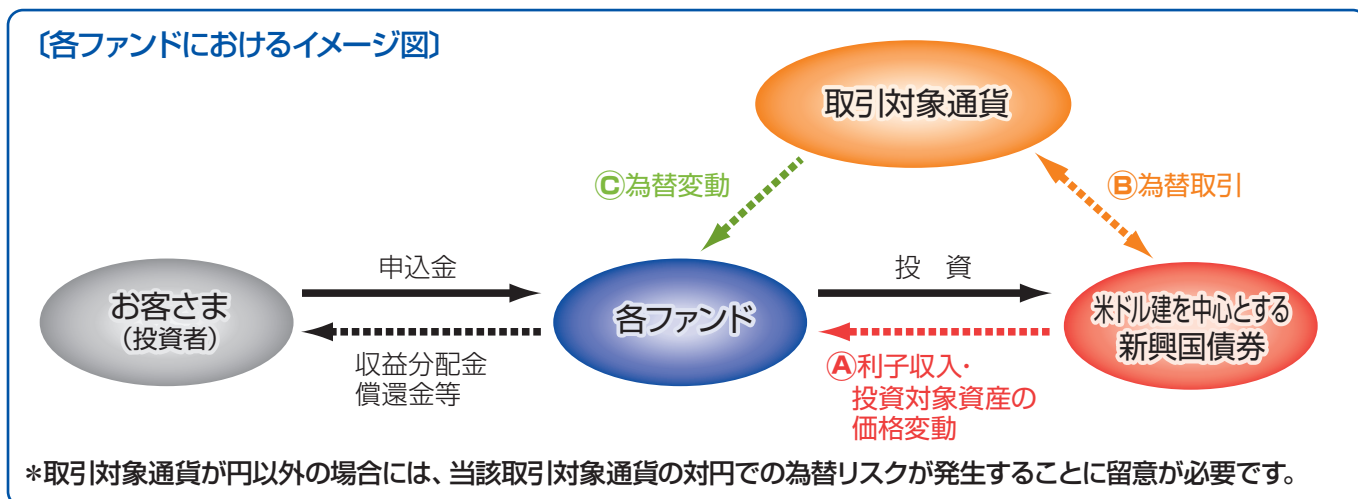 〔各ファンドにおけるイメージ図〕
取引対象通貨
Ⓒ為替変動
Ⓑ為替取引
申込金
投 資
お客さま
(投資者)
各ファンド
米ドル建を中心とする
新興国債券
収益分配金
償還金等
Ⓐ利子収入・
投資対象資産の
価格変動
*取引対象通貨が円以外の場合には、当該取引対象通貨の対円での為替リスクが発生することに留意が必要です。